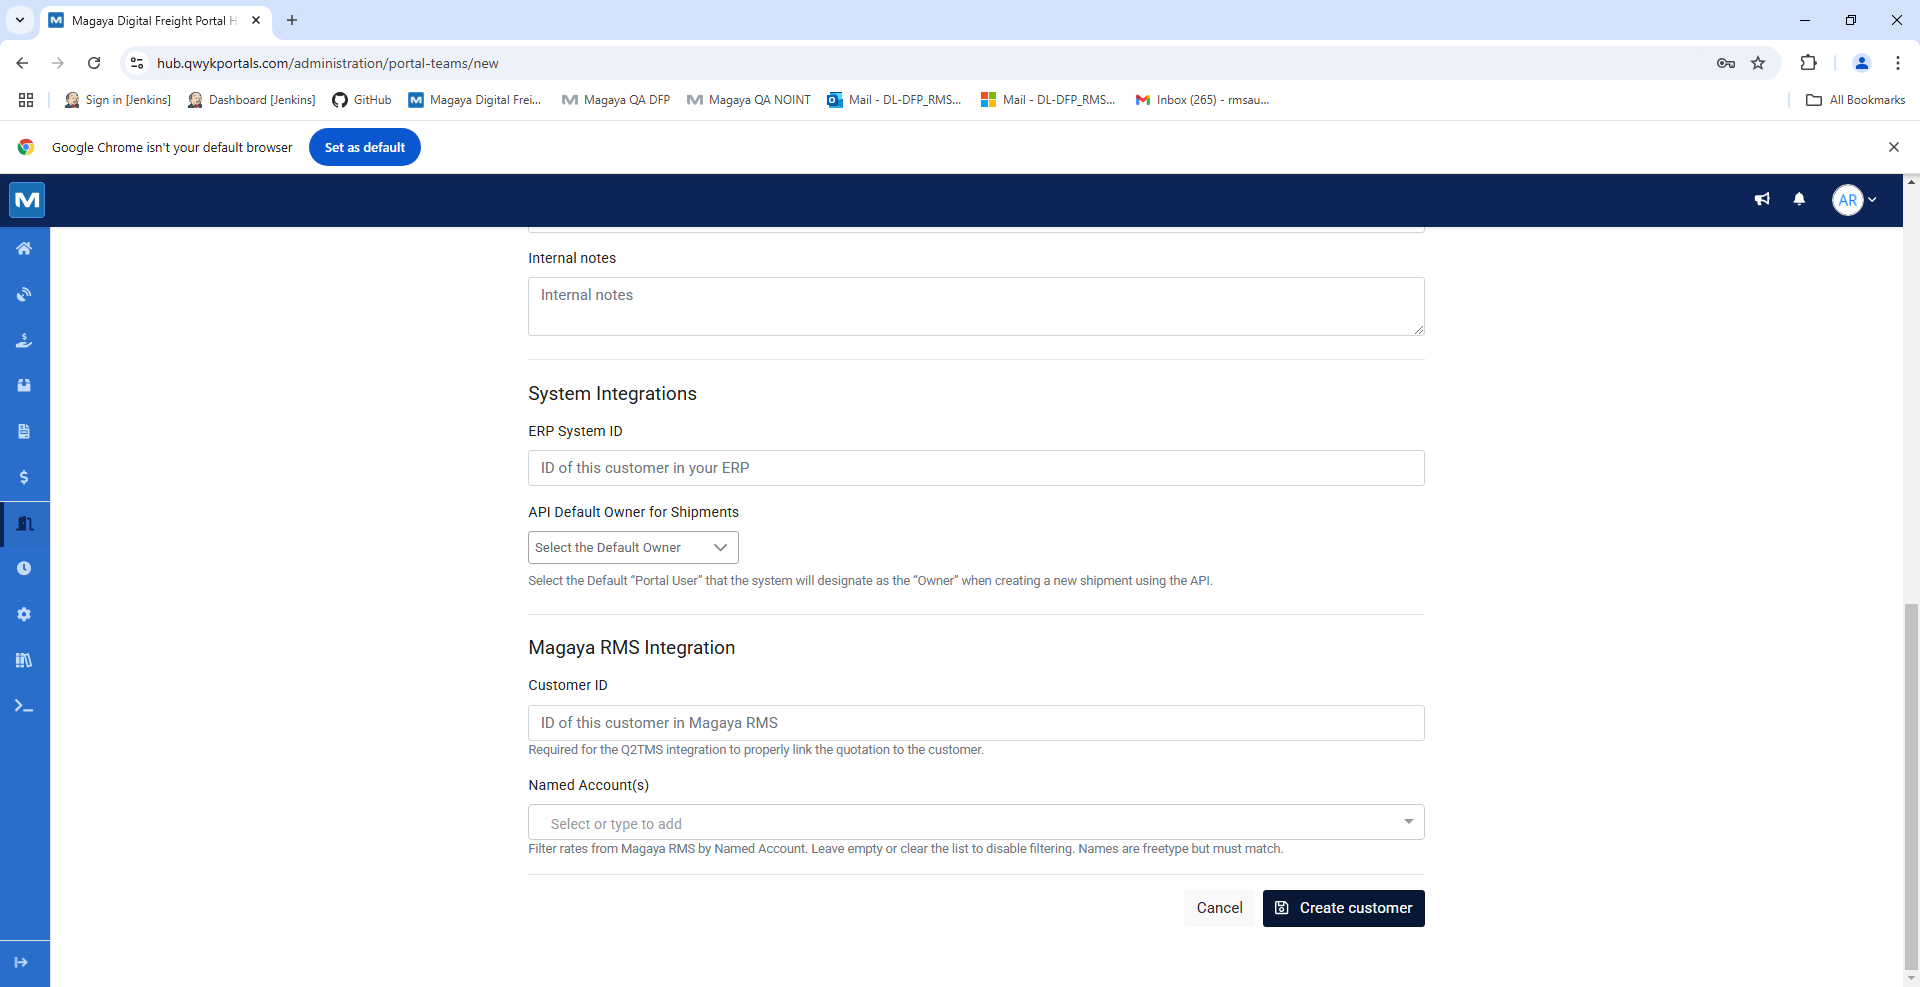 Magaya Digital Freight Portal H
hub.qwykportals.com/administration/portal-teams/new
Sign in [Jenkins]
Dashboard [Jenkins]
GitHub
Magaya Digital Frei...
Magaya QA DFP
Magaya QA NOINT
Mail - DL-DFP_RMS...
Mail - DL-DFP_RMS...
Inbox (265) - rmsau...
All Bookmarks
Google Chrome isn't your default browser
Set as default
AR
Internal notes
Internal notes
System Integrations
ERP System ID
ID of this customer in your ERP
API Default Owner for Shipments
Select the Default Owner
Select the Default “Portal User” that the system will designate as the “Owner” when creating a new shipment using the API.
Magaya RMS Integration
Customer ID
ID of this customer in Magaya RMS
Required for the Q2TMS integration to properly link the quotation to the customer.
Named Account(s)
Select or type to add
Filter rates from Magaya RMS by Named Account. Leave empty or clear the list to disable filtering. Names are freetype but must match.
Cancel
Create customer